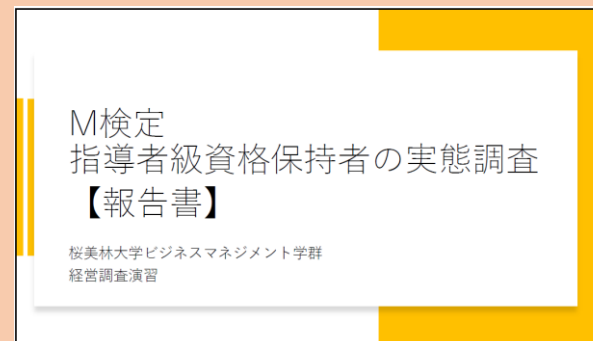 M検定
指導者級資格保持者の実態調査
【報告書】
桜美林大学ビジネスマネジメント学群
経営調査演習